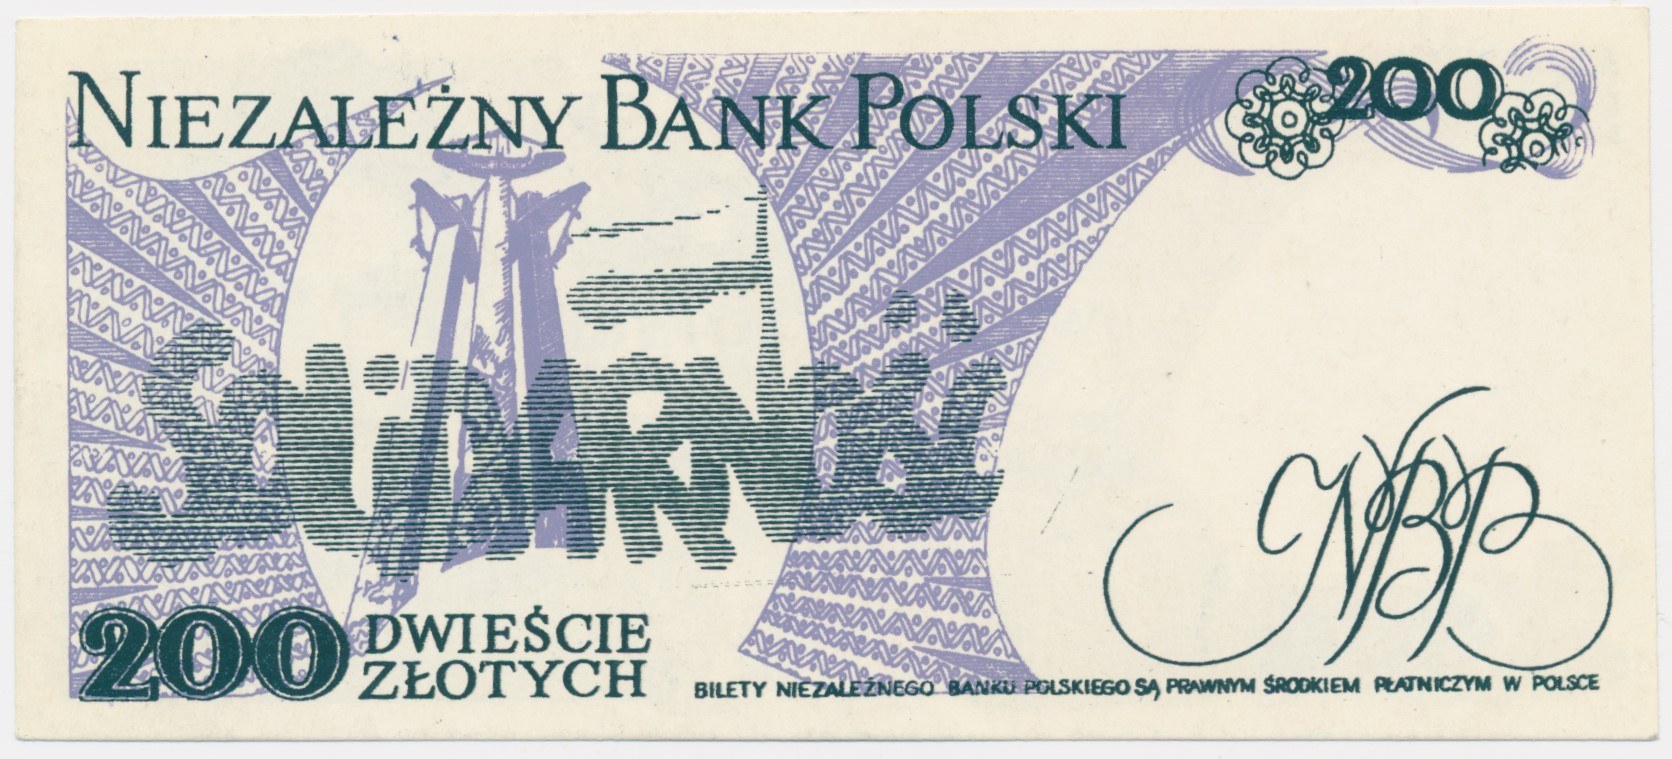 NIEZALEŻNY BANK POLSKI
200
SOLIDARNOŚĆ
NBP
200 DWIEŚCIE
ZŁOTYCH
BILETY NIEZALEŻNEGO BANKU POLSKIEGO SĄ PRAWNYM ŚRODKIEM PŁATNICZYM W POLSCE